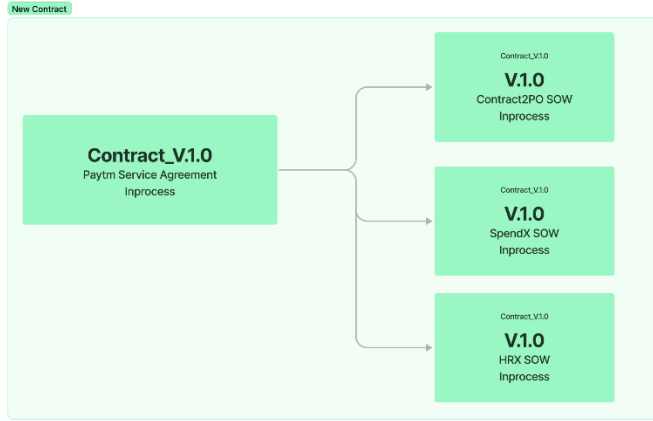 New Contract
Contract_V.1.0
Paytm Service Agreement
Inprocess
Contract_V.1.0
V.1.0
Contract2PO SOW
Inprocess
Contract_V.1.0
V.1.0
SpendX SOW
Inprocess
Contract_V.1.0
V.1.0
HRX SOW
Inprocess